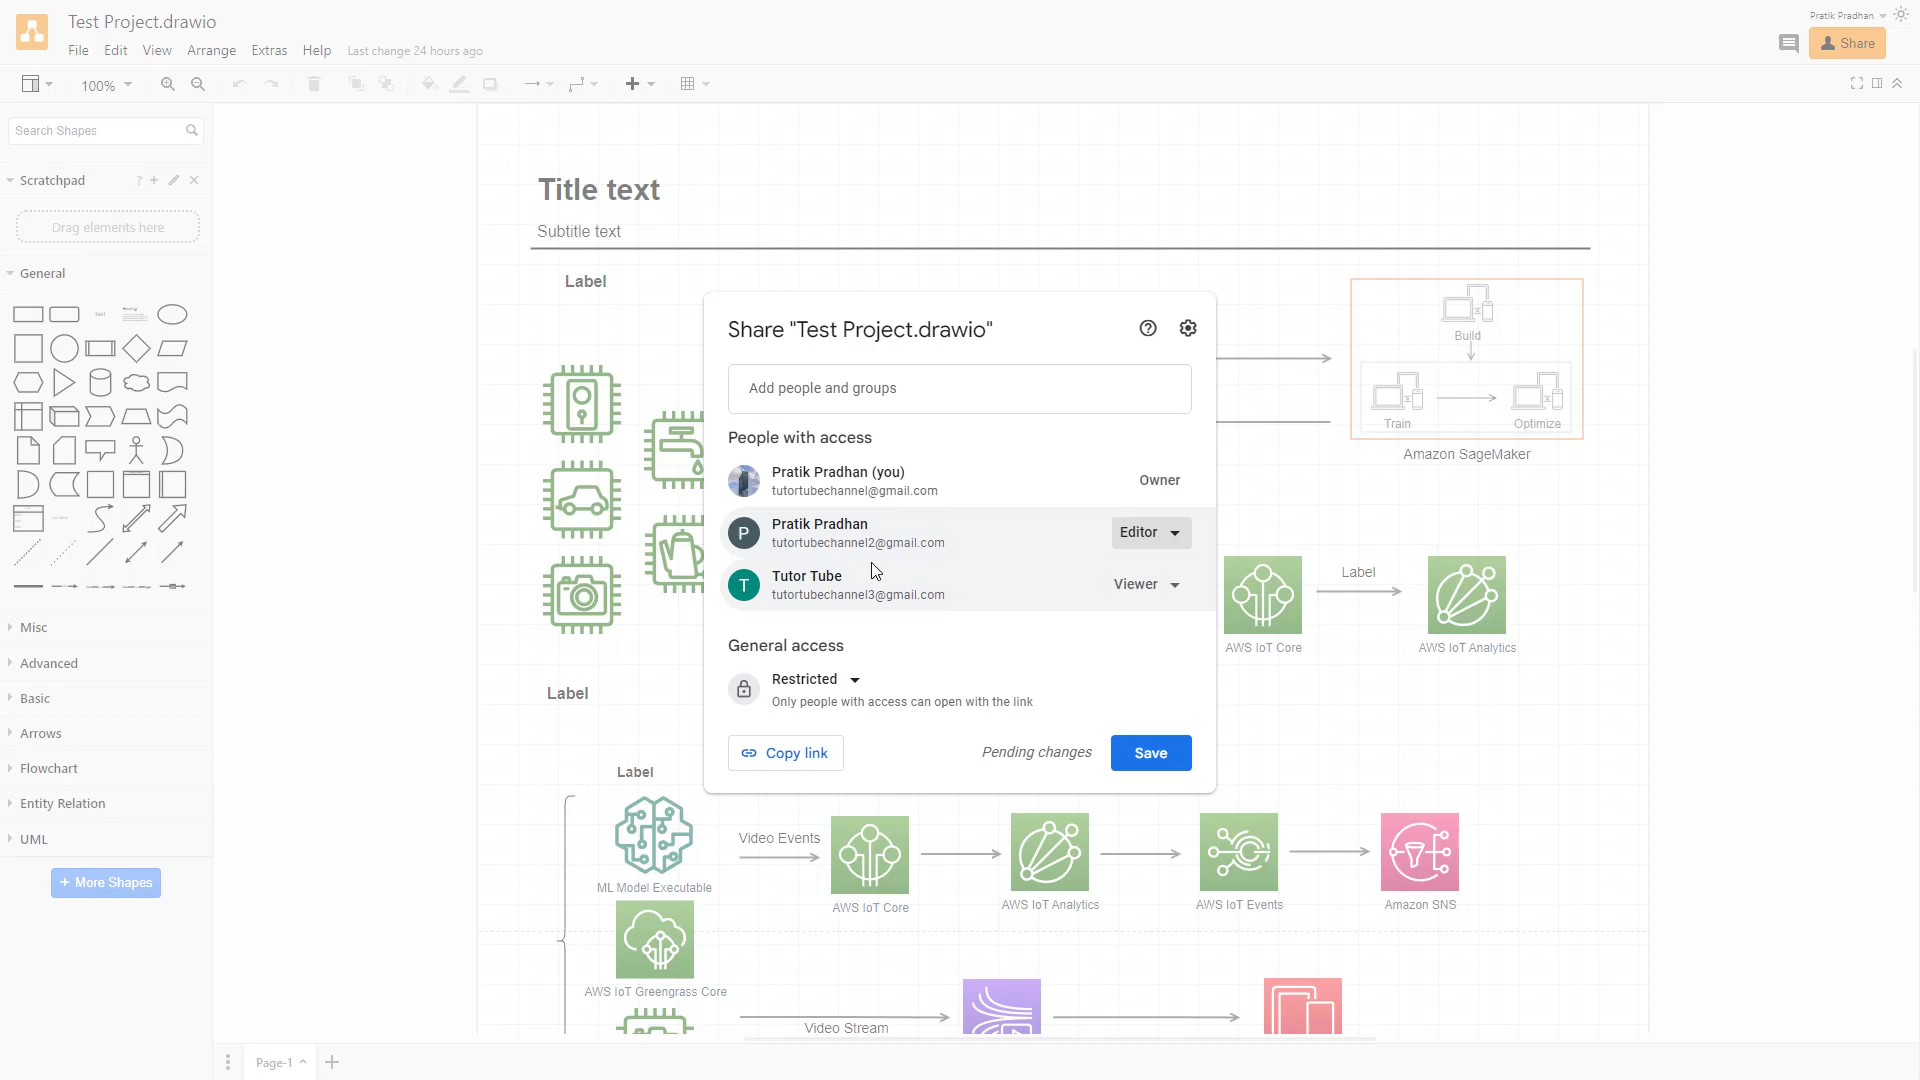 Test Project.drawio
Pratik Pradhan
File Edit View Arrange Extras Help Last change 24 hours ago
Share
100%
Search Shapes
Scratchpad
?
Drag elements here
General
Text
Heading
Misc
Advanced
Basic
Arrows
Flowchart
Entity Relation
UML
+ More Shapes
Title text
Subtitle text
Label
Build
Train
Optimize
Amazon SageMaker
Share "Test Project.drawio"
Add people and groups
People with access
Pratik Pradhan (you)
tutortubechannel@gmail.com
Owner
P
Pratik Pradhan
tutortubechannel2@gmail.com
Editor
T
Tutor Tube
tutortubechannel3@gmail.com
Viewer
General access
Restricted
Only people with access can open with the link
Copy link
Pending changes
Save
Label
AWS IoT Core
AWS IoT Analytics
Label
Label
ML Model Executable
Video Events
AWS IoT Core
AWS IoT Analytics
AWS IoT Events
Amazon SNS
AWS IoT Greengrass Core
Video Stream
Page-1